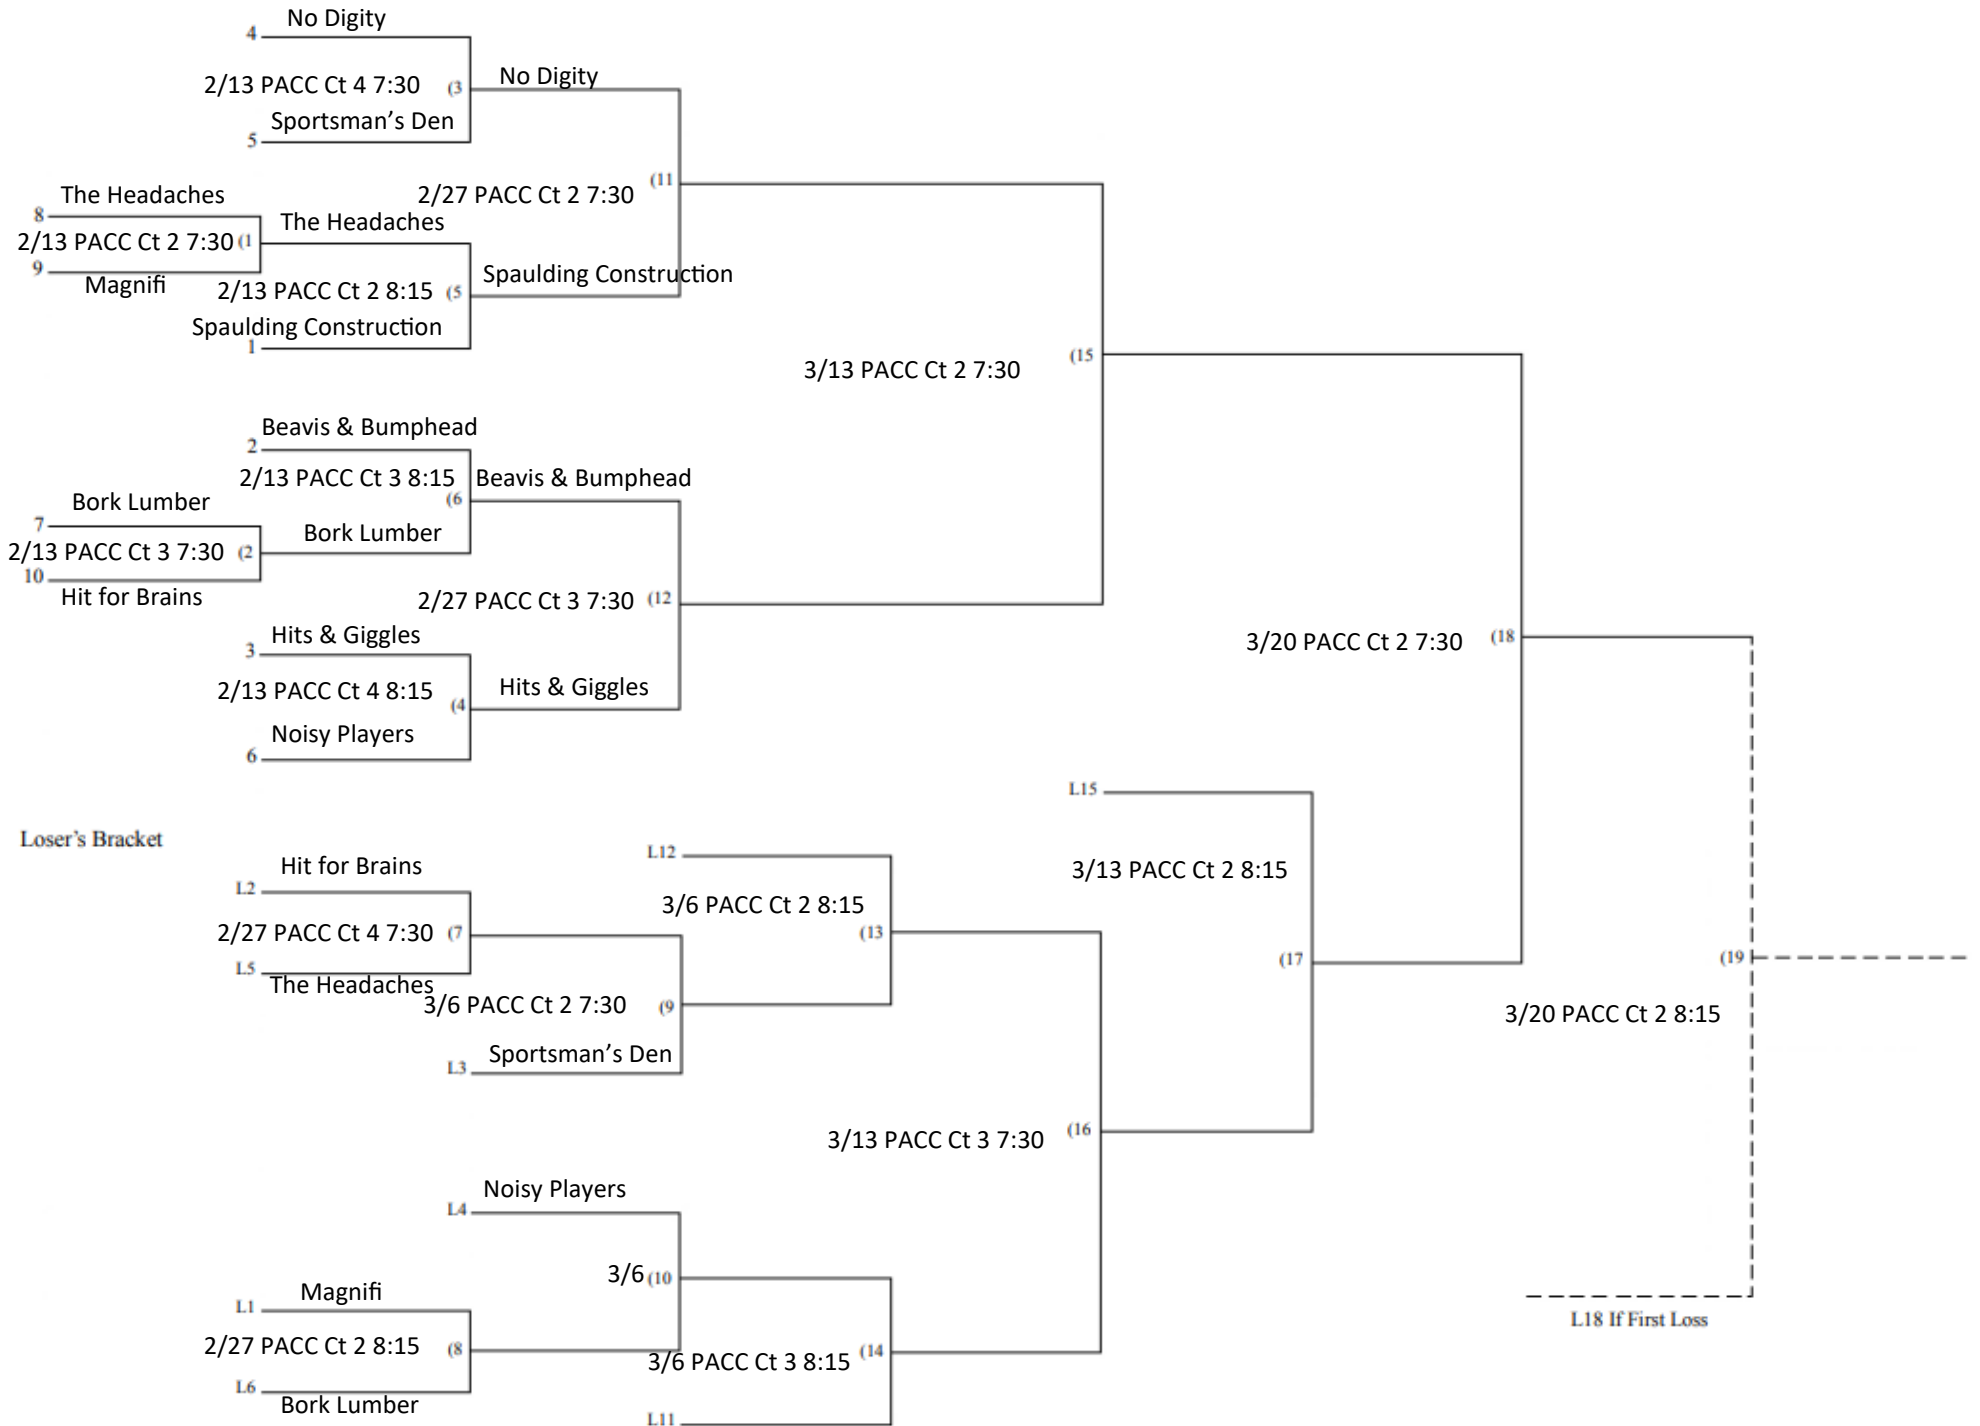 No Digity
4
2/13 PACC Ct 4 7:30
(3
No Digity
Sportsman's Den
5
2/27 PACC Ct 2 7:30
(11
The Headaches
8
2/13 PACC Ct 2 7:30
(1
The Headaches
9
Magnifi
2/13 PACC Ct 2 8:15
(5
Spaulding Construction
Spaulding Construction
1
3/13 PACC Ct 2 7:30
(15
Beavis & Bumphead
2
2/13 PACC Ct 3 8:15
(6
Beavis & Bumphead
Bork Lumber
7
2/13 PACC Ct 3 7:30
(2
Bork Lumber
10
Hit for Brains
2/27 PACC Ct 3 7:30
(12
Hits & Giggles
3
2/13 PACC Ct 4 8:15
(4
Hits & Giggles
Noisy Players
6
3/20 PACC Ct 2 7:30
(18
L15
Loser's Bracket
L12
Hit for Brains
L2
2/27 PACC Ct 4 7:30
(7
L5
The Headaches
3/6 PACC Ct 2 8:15
(13
3/13 PACC Ct 2 8:15
(17
(19
3/20 PACC Ct 2 8:15
3/6 PACC Ct 2 7:30
(9
Sportsman's Den
L3
3/13 PACC Ct 3 7:30
(16
Noisy Players
L4
3/6
(10
Magnifi
L1
2/27 PACC Ct 2 8:15
(8
L6
Bork Lumber
3/6 PACC Ct 3 8:15
(14
L11
L18 If First Loss